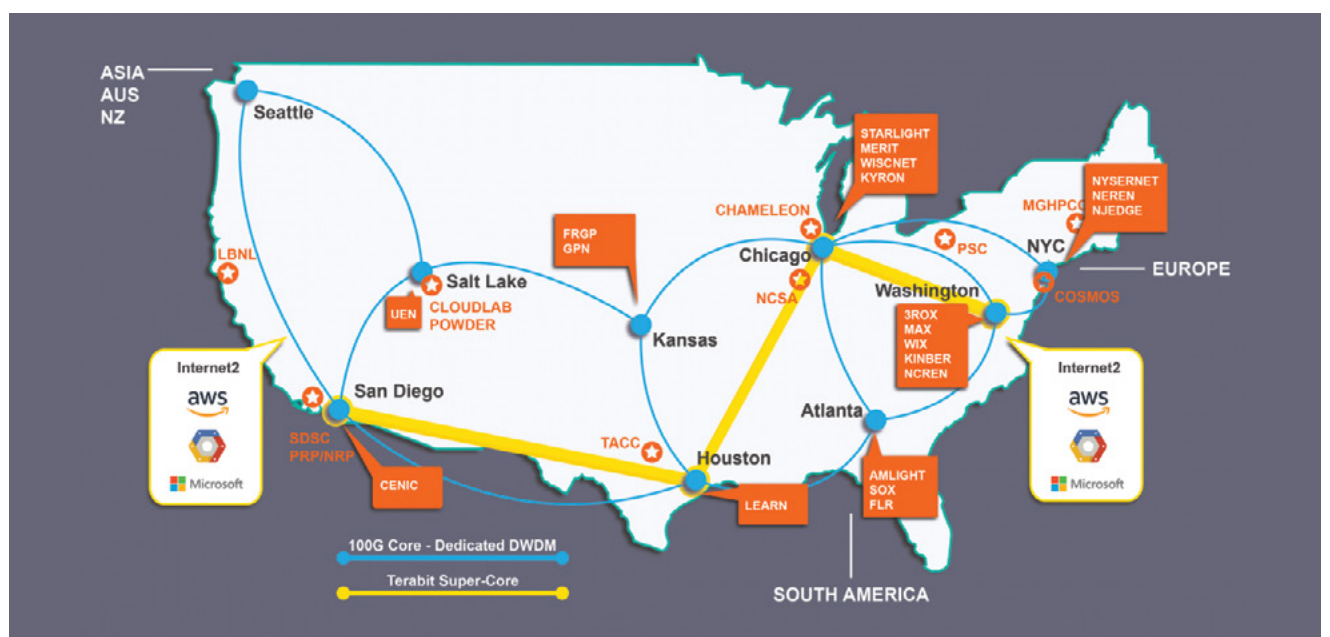 ASIA
AUS
NZ
Seattle
STARLIGHT
MERIT
WISCNET
KYRON
NYSERNET
NEREN
NJEDGE
CHAMELEON
MGHPCC
FRGP
GPN
PSC
NYC
LBNL
Chicago
EUROPE
Salt Lake
UEN
CLOUDLAB
POWDER
NCSA
Washington
COSMOS
3ROX
MAX
WIX
KINBER
NCREN
Kansas
Internet2
aws
Microsoft
San Diego
Internet2
aws
Microsoft
Atlanta
SDSC
PRP/NRP
TACC
Houston
CENIC
LEARN
AMLIGHT
SOX
FLR
100G Core - Dedicated DWDM
Terabit Super-Core
SOUTH AMERICA